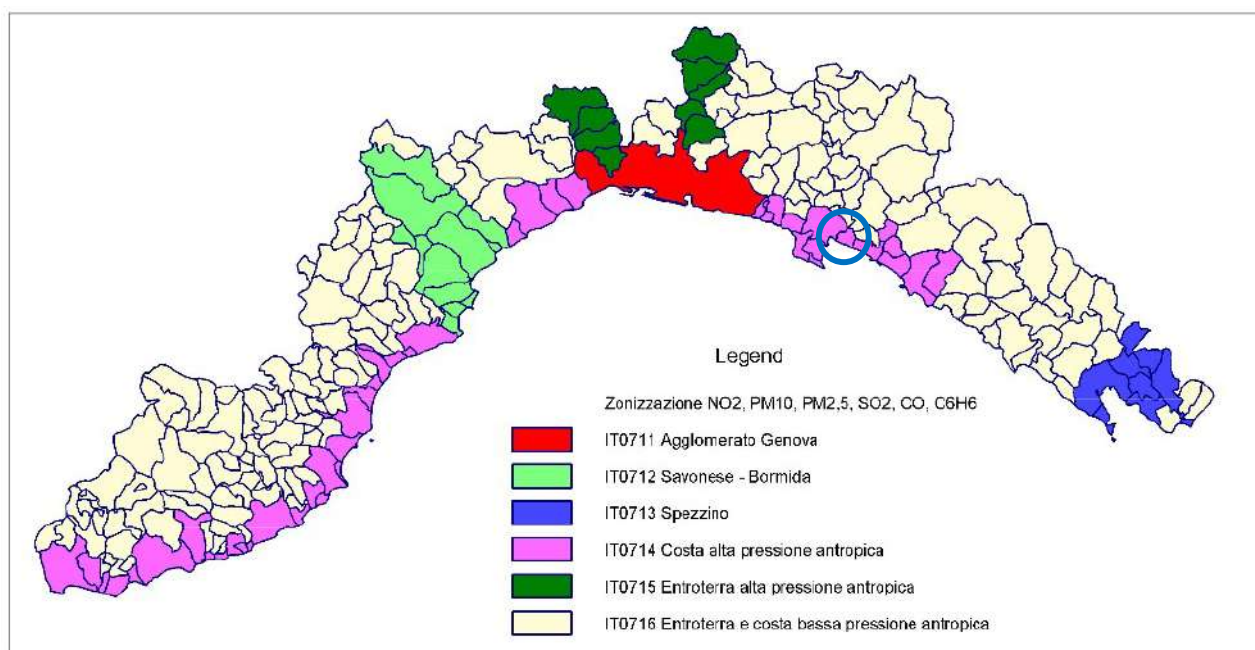 Legend
Zonizzazione NO2, PM10, PM2,5, SO2, CO, C6H6
IT0711 Agglomerato Genova
IT0712 Savonese - Bormida
IT0713 Spezzino
IT0714 Costa alta pressione antropica
IT0715 Entroterra alta pressione antropica
IT0716 Entroterra e costa bassa pressione antropica